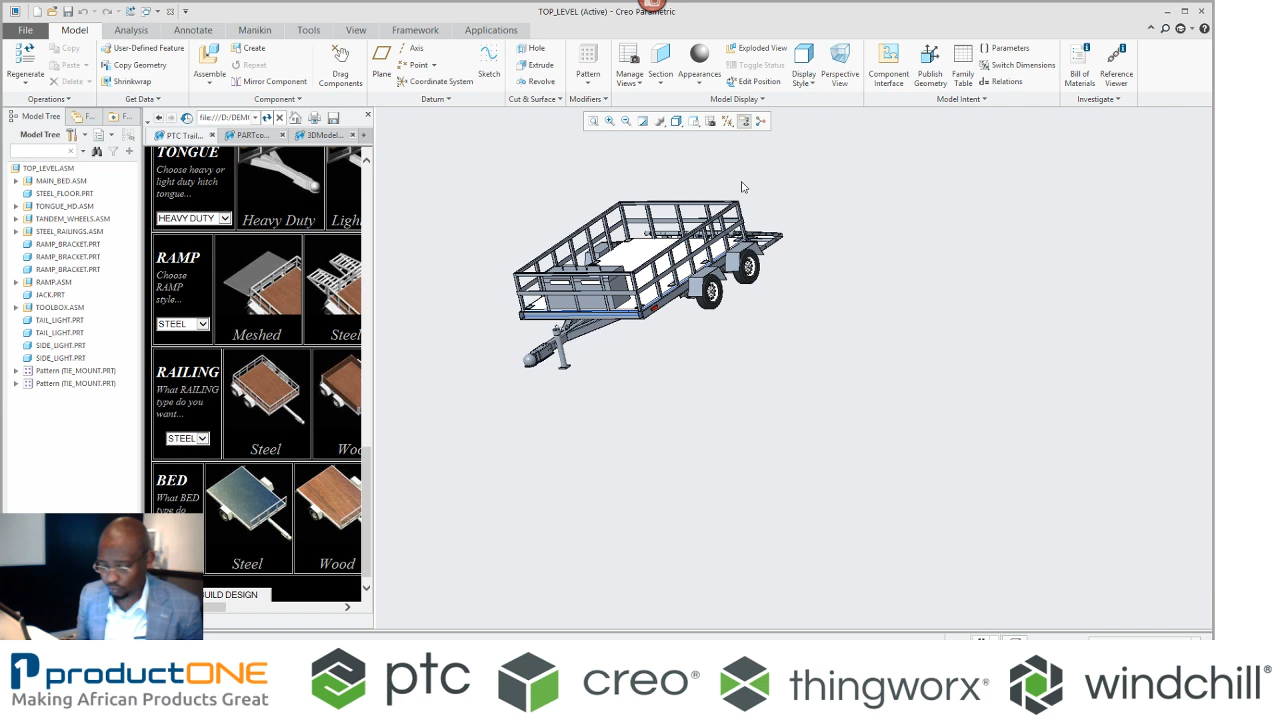 TOP_LEVEL (Active) - Creo Parametric
File Model Analysis Annotate Manikin Tools View Framework Applications
Regenerate
Copy
Paste
Delete
User-Defined Feature
Copy Geometry
Shrinkwrap
Assemble
Create
Repeat
Mirror Component
Drag Components
Plane
Axis
Point
Coordinate System
Sketch
Hole
Extrude
Revolve
Pattern
Manage Views
Section
Appearances
Exploded View
Toggle Status
Edit Position
Display Style
Perspective View
Component Interface
Publish Geometry
Family Table
Parameters
Switch Dimensions
d= Relations
Bill of Materials
Reference Viewer
Operations Get Data Component Datum Cut & Surface Modifiers Model Display Model Intent Investigate
Model Tree F... F...
Model Tree
TOP_LEVEL.ASM
MAIN_BED.ASM
STEEL_FLOOR.PRT
TONGUE_HD.ASM
TANDEM_WHEELS.ASM
STEEL_RAILINGS.ASM
RAMP_BRACKET.PRT
RAMP_BRACKET.PRT
RAMP_BRACKET.PRT
RAMP.ASM
JACK.PRT
TOOLBOX.ASM
TAIL_LIGHT.PRT
TAIL_LIGHT.PRT
SIDE_LIGHT.PRT
SIDE_LIGHT.PRT
Pattern (TIE_MOUNT.PRT)
Pattern (TIE_MOUNT.PRT)
file:///D:/DEM
PTC Trail... PARTco... 3DModel...
TONGUE
Choose heavy or
light duty hitch
tongue...
HEAVY DUTY
Heavy Duty Light
RAMP
Choose
RAMP
style...
STEEL
Meshed Steel
RAILING
What RAILING
type do you
want...
STEEL
Steel Woo
BED
What BED
type do
Steel Wood
UILD DESIGN
1 productONE
Making African Products Great
ptc
creo®
thingworx®
windchill®